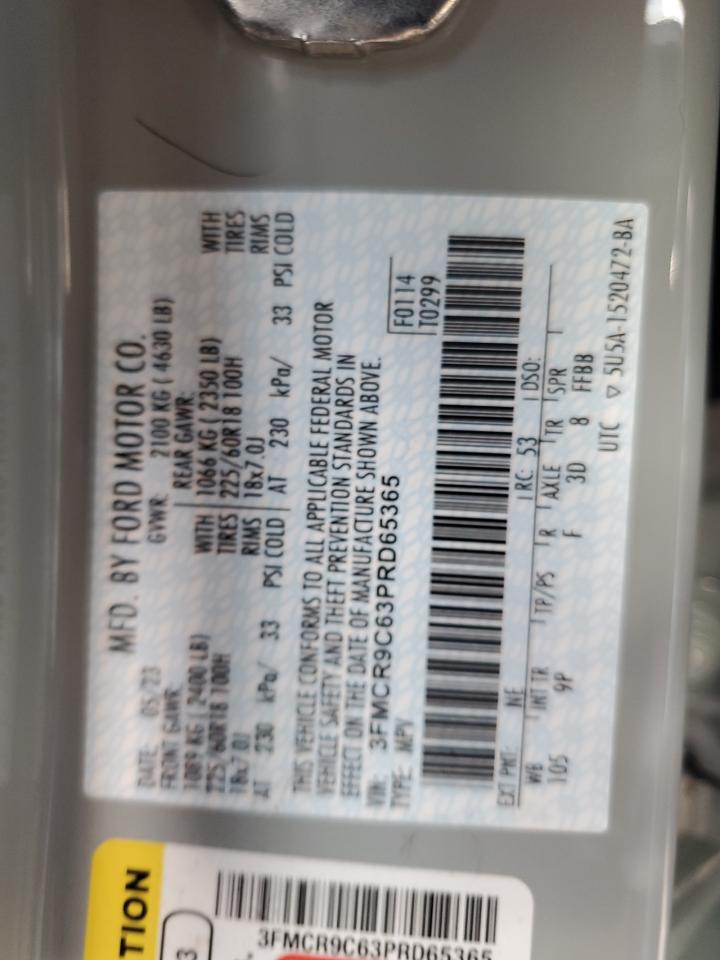 MFD. BY FORD MOTOR CO.
DATE: 05/23 GVWR: 2100 KG ( 4630 LB)
FRONT GAWR: REAR GAWR:
1089 KG ( 2400 LB) WITH 1066 KG ( 2350 LB) WITH
225/60R18 100H TIRES 225/60R18 100H TIRES
18x7.0J RIMS 18x7.0J RIMS
AT 230 kPa/ 33 PSI COLD AT 230 kPa/ 33 PSI COLD
THIS VEHICLE CONFORMS TO ALL APPLICABLE FEDERAL MOTOR
VEHICLE SAFETY AND THEFT PREVENTION STANDARDS IN
EFFECT ON THE DATE OF MANUFACTURE SHOWN ABOVE.
VIN: 3FMCR9C63PRD65365
TYPE: MPV
F0114
T0299
EXT PNT: NE RC: 53 DSO:
WB INT TR TP/PS R AXLE TR SPR
105 9P F 3D 8 FFBB
UTC ▽ 5U5A-1520472-BA
TION
3
3FMCR9C63PRD65365